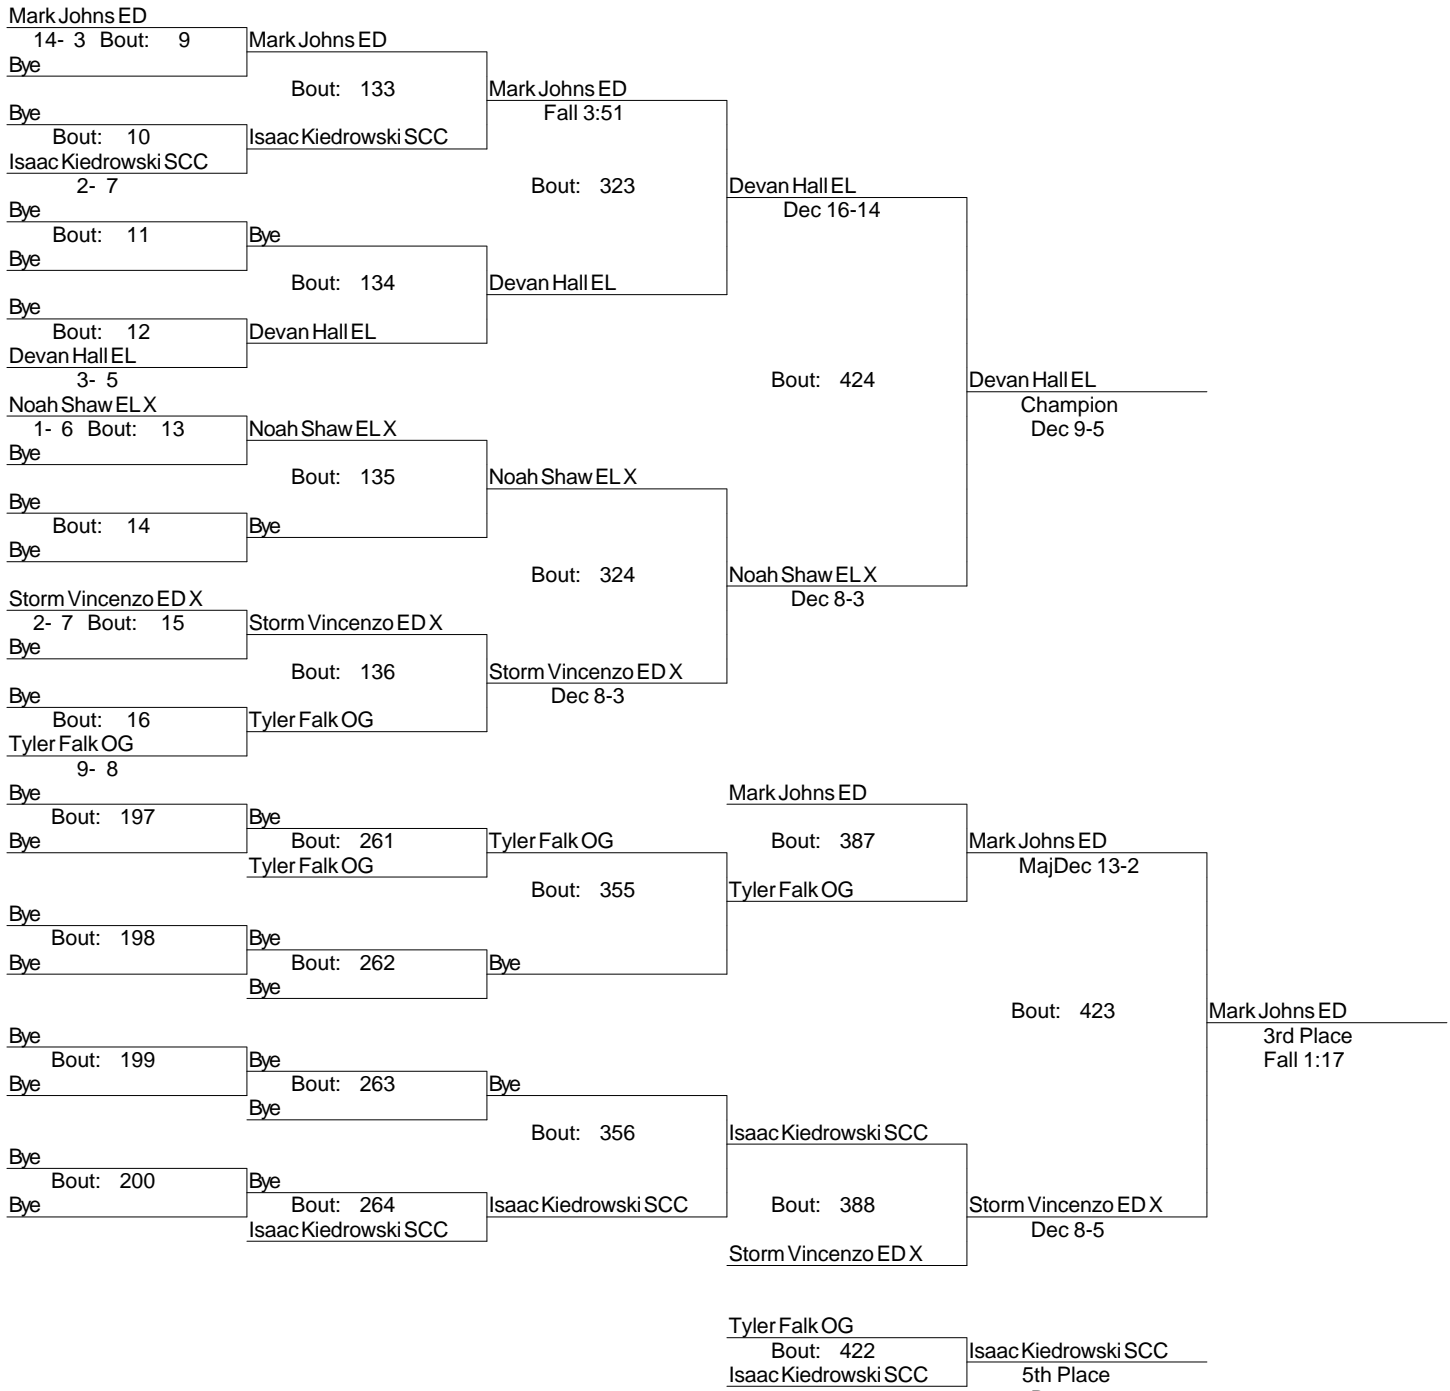 Mark Johns ED
14- 3 Bout: 9
Mark Johns ED
Bye
Bout: 133
Mark Johns ED
Bye
Fall 3:51
Bout: 10
Isaac Kiedrowski SCC
Isaac Kiedrowski SCC
2- 7
Bout: 323
Devan Hall EL
Bye
Dec 16-14
Bout: 11
Bye
Bye
Bout: 134
Devan Hall EL
Bye
Bout: 12
Devan Hall EL
Devan Hall EL
3- 5
Bout: 424
Devan Hall EL
Noah Shaw EL X
Champion
1- 6 Bout: 13
Noah Shaw EL X
Dec 9-5
Bye
Bout: 135
Noah Shaw EL X
Bye
Bout: 14
Bye
Bye
Bout: 324
Noah Shaw EL X
Storm Vincenzo ED X
Dec 8-3
2- 7 Bout: 15
Storm Vincenzo ED X
Bye
Bout: 136
Storm Vincenzo ED X
Bye
Dec 8-3
Bout: 16
Tyler Falk OG
Tyler Falk OG
9- 8
Bye
Mark Johns ED
Bout: 197
Bye
Bye
Bout: 261
Tyler Falk OG
Bout: 387
Mark Johns ED
Tyler Falk OG
MajDec 13-2
Bout: 355
Tyler Falk OG
Bye
Bout: 198
Bye
Bye
Bout: 262
Bye
Bye
Bout: 423
Mark Johns ED
Bye
3rd Place
Bout: 199
Bye
Fall 1:17
Bye
Bout: 263
Bye
Bye
Bout: 356
Isaac Kiedrowski SCC
Bye
Bout: 200
Bye
Bye
Bout: 264
Isaac Kiedrowski SCC
Bout: 388
Storm Vincenzo ED X
Isaac Kiedrowski SCC
Dec 8-5
Storm Vincenzo ED X
Tyler Falk OG
Bout: 422
Isaac Kiedrowski SCC
Isaac Kiedrowski SCC
5th Place